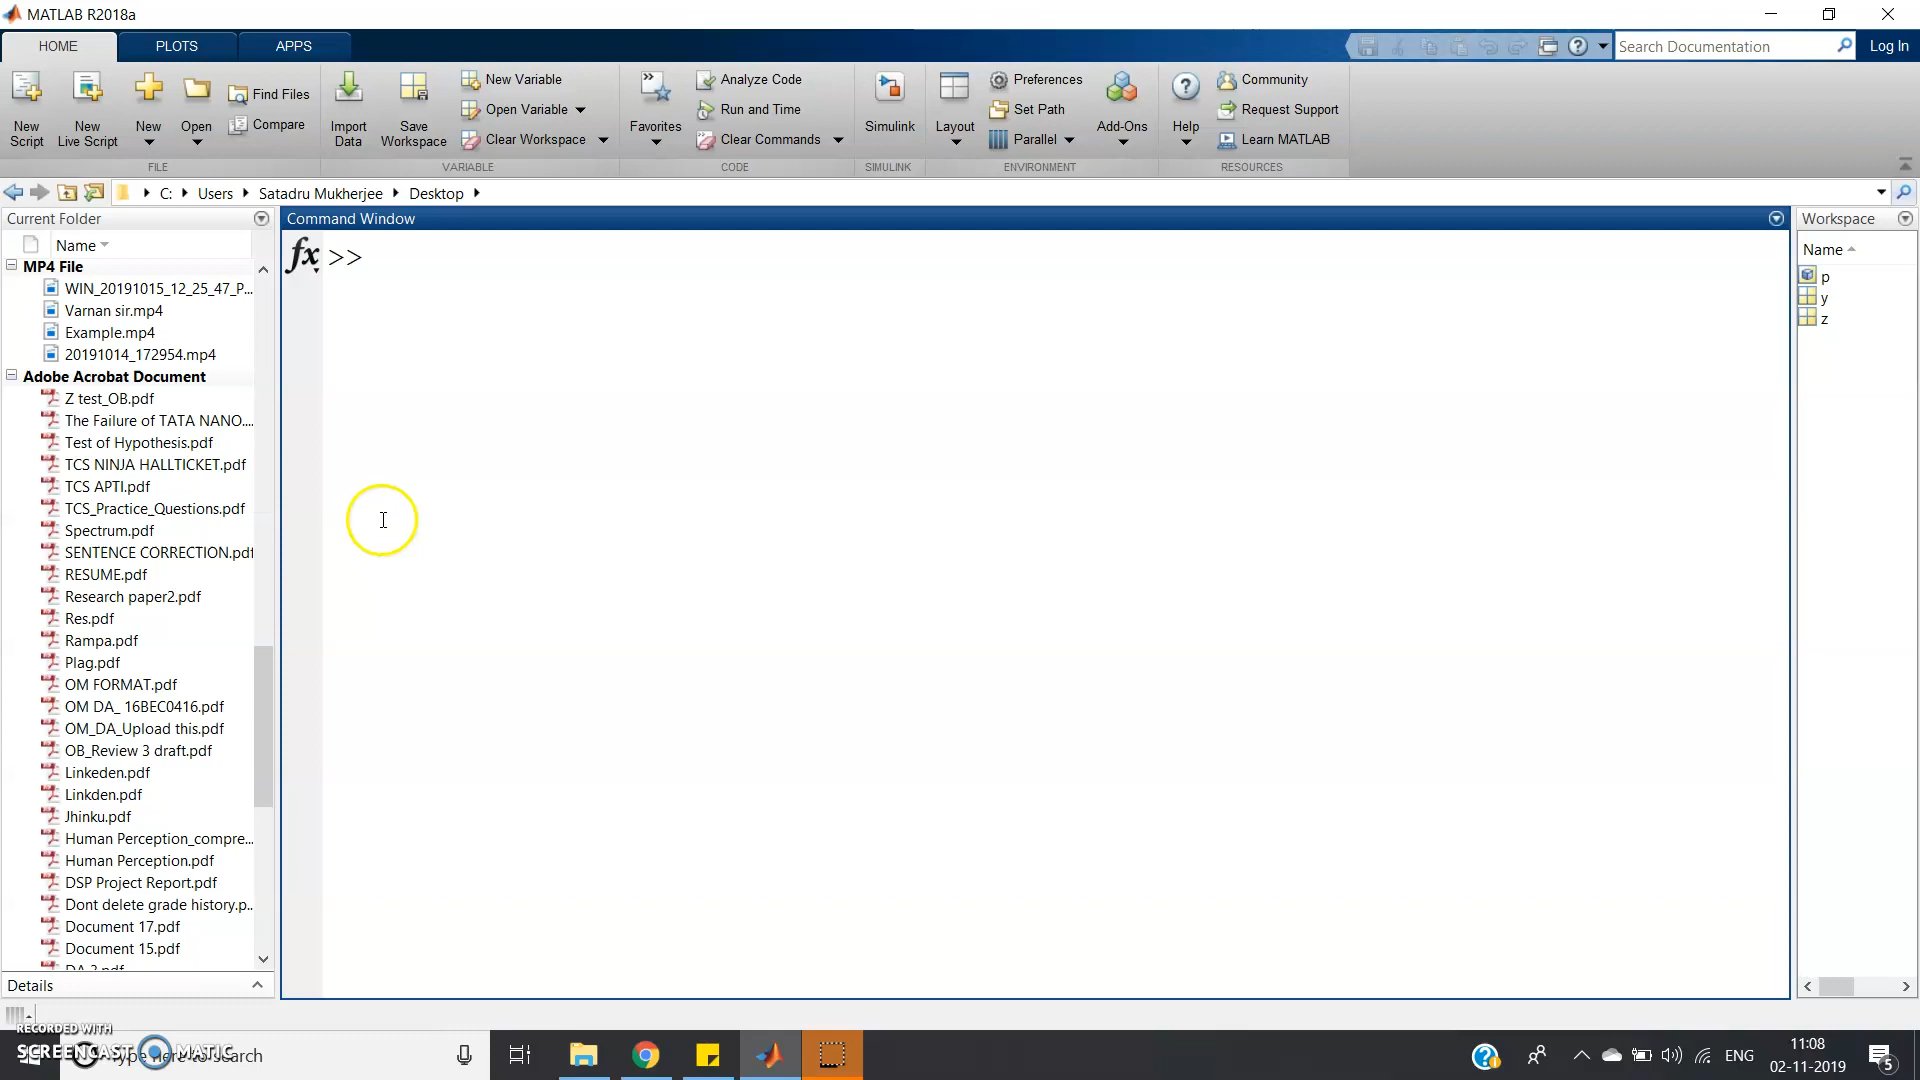 MATLAB R2018a
HOME
PLOTS
APPS
Search Documentation
Log In
New Script
New Live Script
New
Open
Find Files
Compare
Import Data
Save Workspace
New Variable
Open Variable
Clear Workspace
Favorites
Analyze Code
Run and Time
Clear Commands
Simulink
Layout
Preferences
Set Path
Parallel
Add-Ons
Help
Community
Request Support
Learn MATLAB
FILE
VARIABLE
CODE
SIMULINK
ENVIRONMENT
RESOURCES
C: Users Satadru Mukherjee Desktop
Current Folder
Command Window
Workspace
Name
MP4 File
WIN_20191015_12_25_47_P...
Varnan sir.mp4
Example.mp4
20191014_172954.mp4
Adobe Acrobat Document
Z test_OB.pdf
The Failure of TATA NANO....
Test of Hypothesis.pdf
TCS NINJA HALLTICKET.pdf
TCS APTI.pdf
TCS_Practice_Questions.pdf
Spectrum.pdf
SENTENCE CORRECTION.pdf
RESUME.pdf
Research paper2.pdf
Res.pdf
Rampa.pdf
Plag.pdf
OM FORMAT.pdf
OM DA_ 16BEC0416.pdf
OM_DA_Upload this.pdf
OB_Review 3 draft.pdf
Linkeden.pdf
Linkden.pdf
Jhinku.pdf
Human Perception_compre...
Human Perception.pdf
DSP Project Report.pdf
Dont delete grade history.p...
Document 17.pdf
Document 15.pdf
Details
fx >>
Name
p
y
z
RECORDED WITH
SCREENCAST MATIC
Type here to search
ENG
11:08
02-11-2019
5